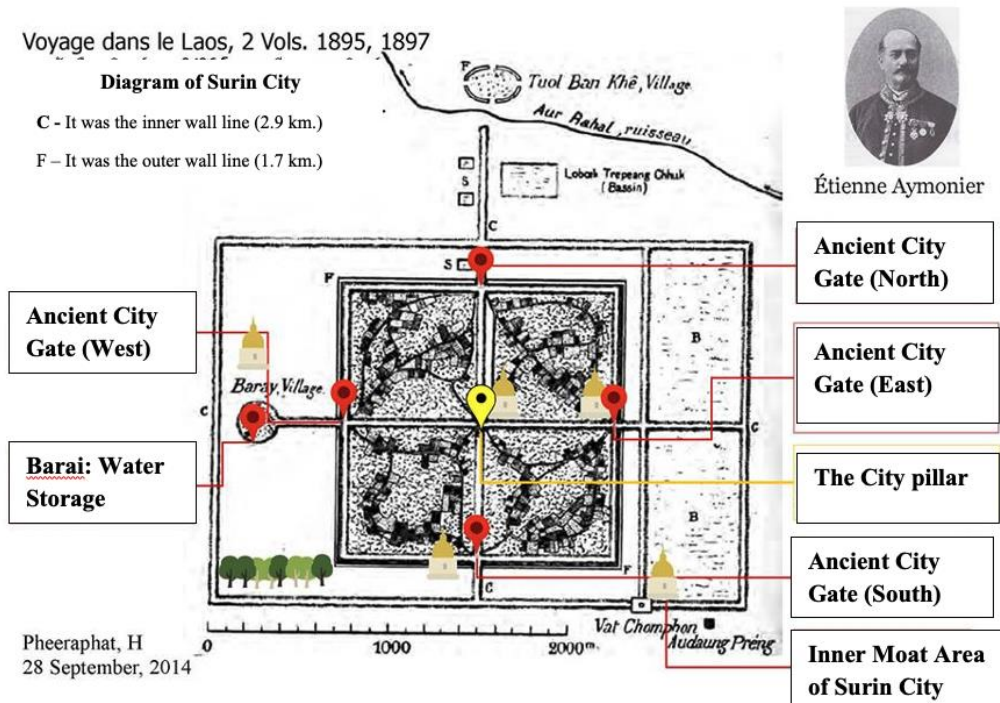 Voyage dans le Laos, 2 Vols. 1895, 1897
Diagram of Surin City
C - It was the inner wall line (2.9 km.)
F – It was the outer wall line (1.7 km.)
F
Tuol Ban Khê, Village.
Aur Rahal, ruisseau.
S
Lobœk Trepeang Chhuk
(Bassin)
C
Étienne Aymonier
Ancient City
Gate (North)
S
F
Ancient City
Gate (West)
B
Ancient City
Gate (East)
Baray, Village.
C
C
Barai: Water
Storage
The City pillar
B
F
Ancient City
Gate (South)
C
Vat Chomphon
Audaung Préng
0
1000
2000m.
Pheeraphat, H
28 September, 2014
Inner Moat Area
of Surin City